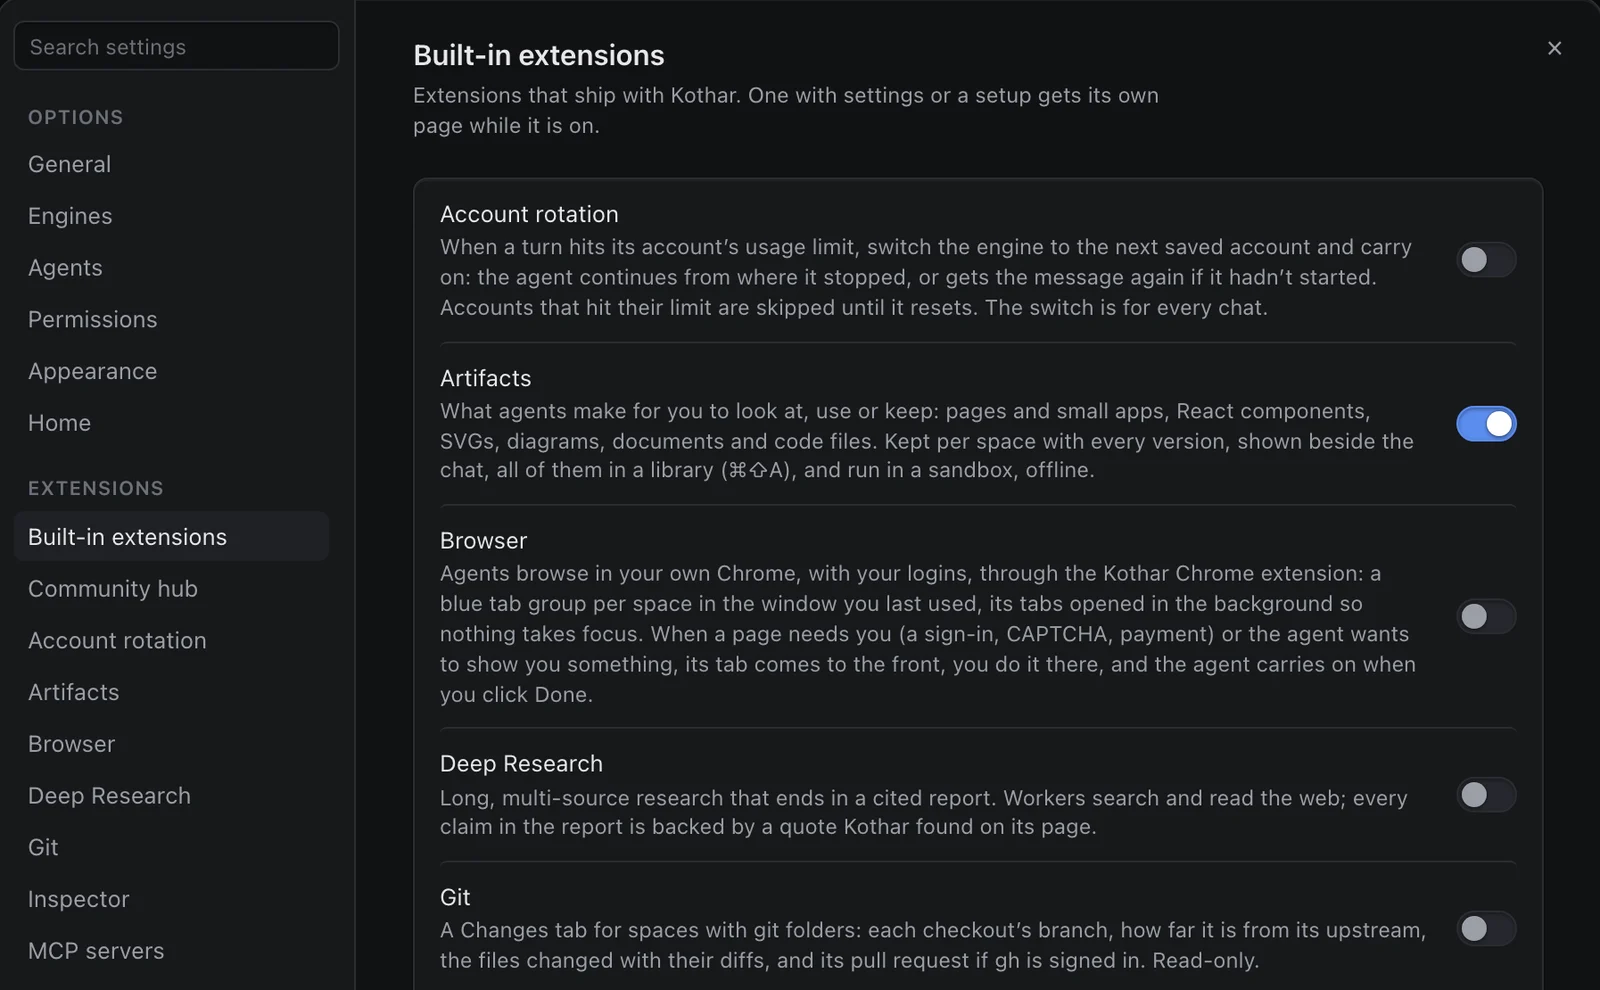 Search settings
OPTIONS
General
Engines
Agents
Permissions
Appearance
Home
EXTENSIONS
Built-in extensions
Community hub
Account rotation
Artifacts
Browser
Deep Research
Git
Inspector
MCP servers
Built-in extensions
Extensions that ship with Kothar. One with settings or a setup gets its own
page while it is on.
Account rotation
When a turn hits its account’s usage limit, switch the engine to the next saved account and carry
on: the agent continues from where it stopped, or gets the message again if it hadn’t started.
Accounts that hit their limit are skipped until it resets. The switch is for every chat.
Artifacts
What agents make for you to look at, use or keep: pages and small apps, React components,
SVGs, diagrams, documents and code files. Kept per space with every version, shown beside the
chat, all of them in a library (⌘⇧A), and run in a sandbox, offline.
Browser
Agents browse in your own Chrome, with your logins, through the Kothar Chrome extension: a
blue tab group per space in the window you last used, its tabs opened in the background so
nothing takes focus. When a page needs you (a sign-in, CAPTCHA, payment) or the agent wants
to show you something, its tab comes to the front, you do it there, and the agent carries on when
you click Done.
Deep Research
Long, multi-source research that ends in a cited report. Workers search and read the web; every
claim in the report is backed by a quote Kothar found on its page.
Git
A Changes tab for spaces with git folders: each checkout’s branch, how far it is from its upstream,
the files changed with their diffs, and its pull request if gh is signed in. Read-only.